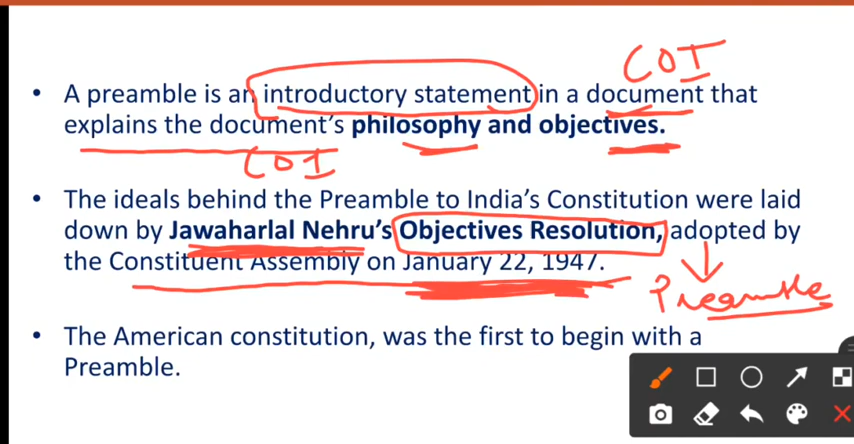 COI
• A preamble is an introductory statement in a document that
explains the document's philosophy and objectives.
COI
• The ideals behind the Preamble to India's Constitution were laid
down by Jawaharlal Nehru's Objectives Resolution, adopted by
the Constituent Assembly on January 22, 1947.
Preamble
• The American constitution, was the first to begin with a
Preamble.